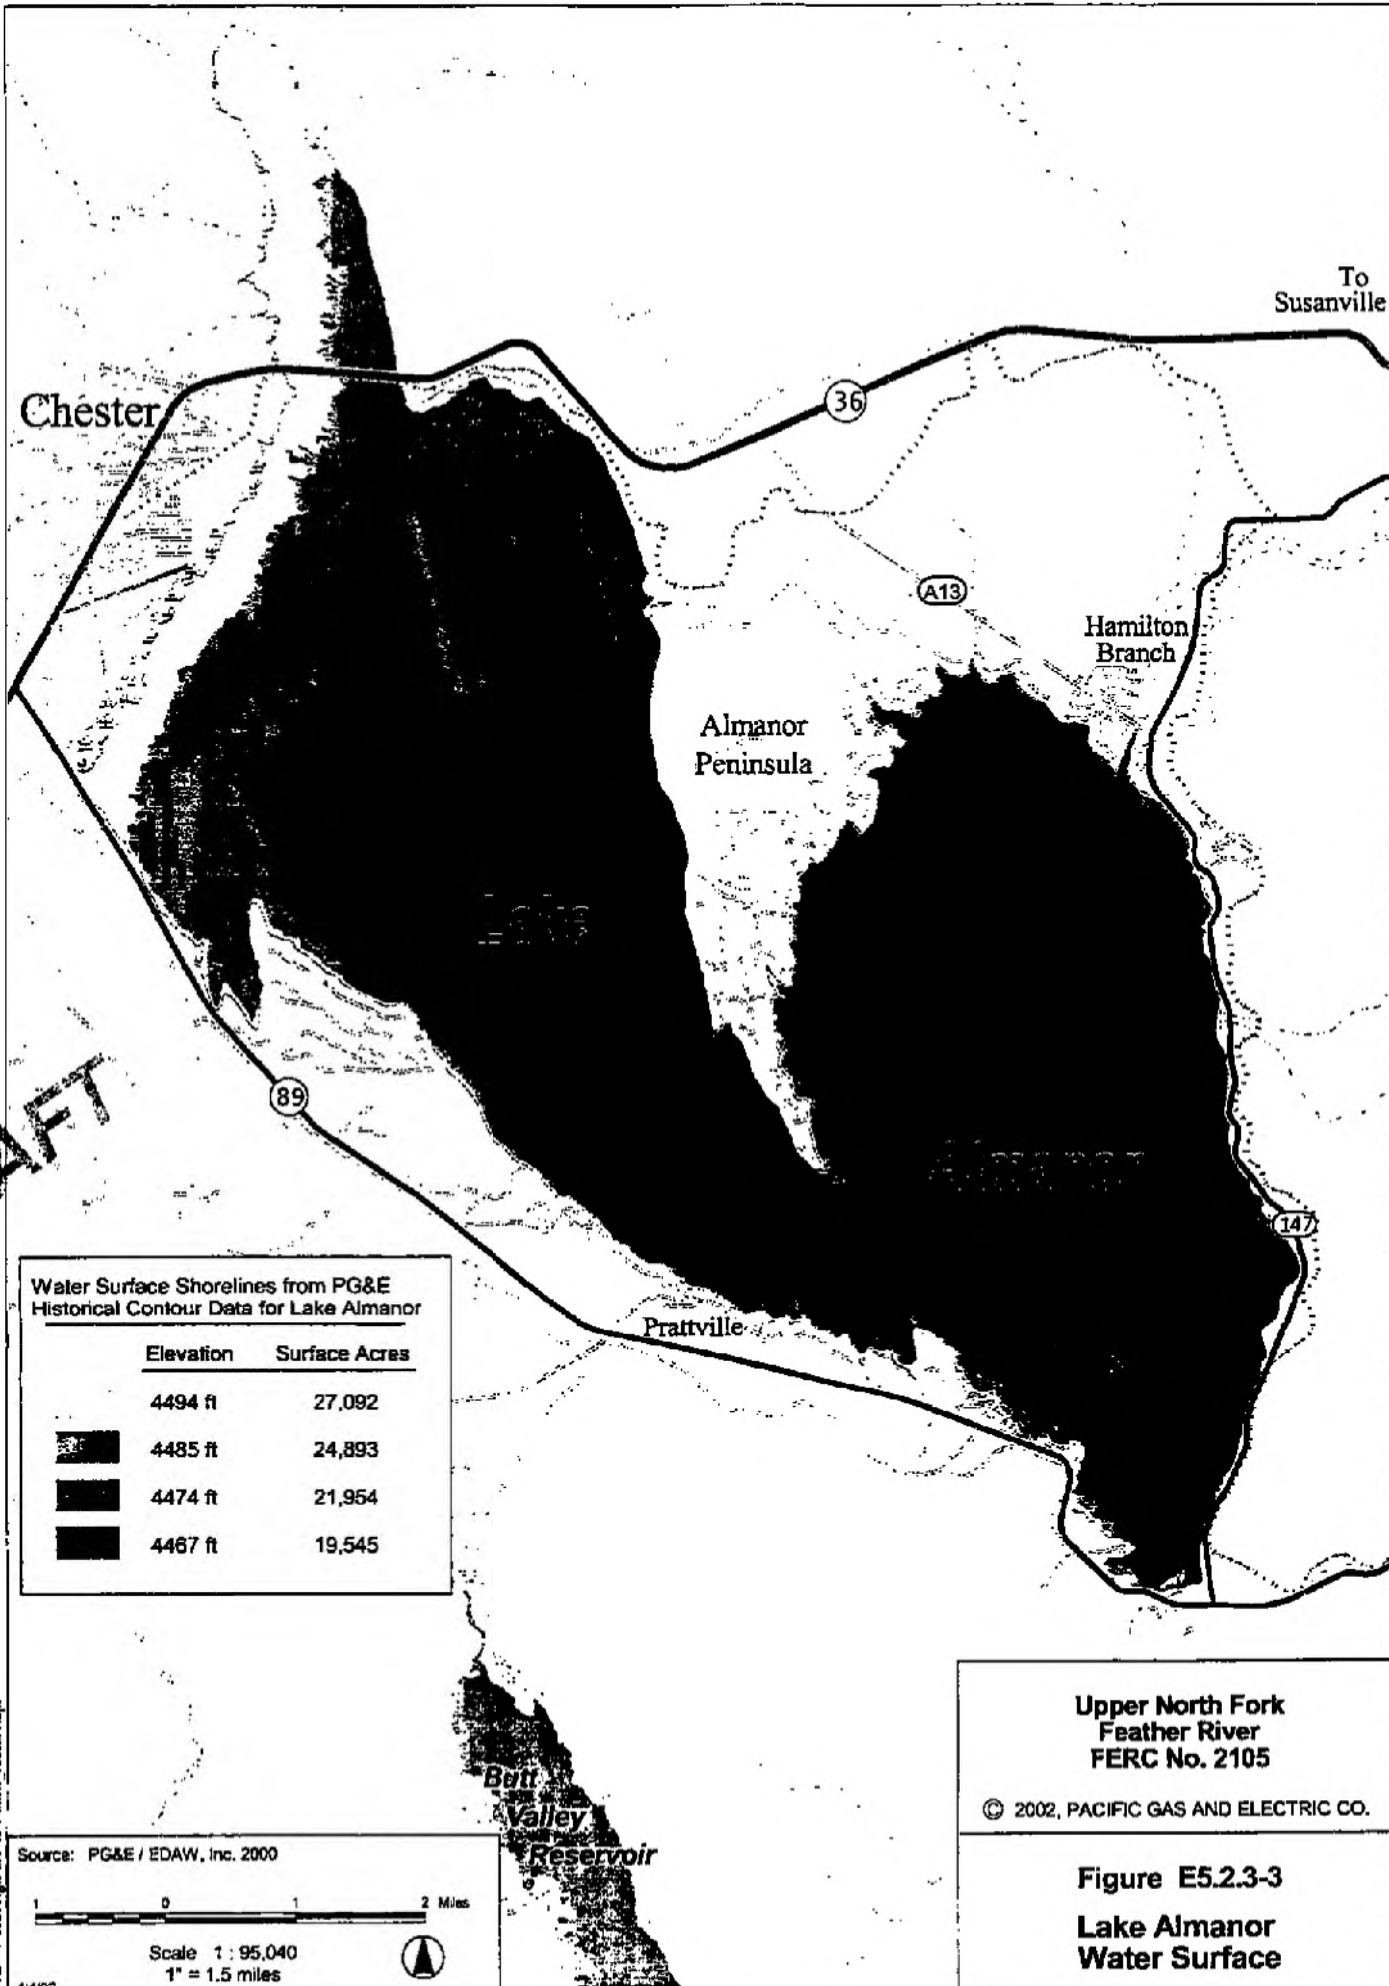 To
Susanville
Chester
36
A13
Hamilton
Branch
Almanor
Peninsula
Lake
89
AFT
Almanor
147
Water Surface Shorelines from PG&E
Historical Contour Data for Lake Almanor
Elevation Surface Acres
4494 ft 27,092
4485 ft 24,893
4474 ft 21,954
4467 ft 19,545
Prattville
Butt
Valley
Reservoir
Upper North Fork
Feather River
FERC No. 2105
© 2002, PACIFIC GAS AND ELECTRIC CO.
Source: PG&E / EDAW, Inc. 2000
1 0 1 2 Miles
Scale 1 : 95,040
1" = 1.5 miles
Figure E5.2.3-3
Lake Almanor
Water Surface